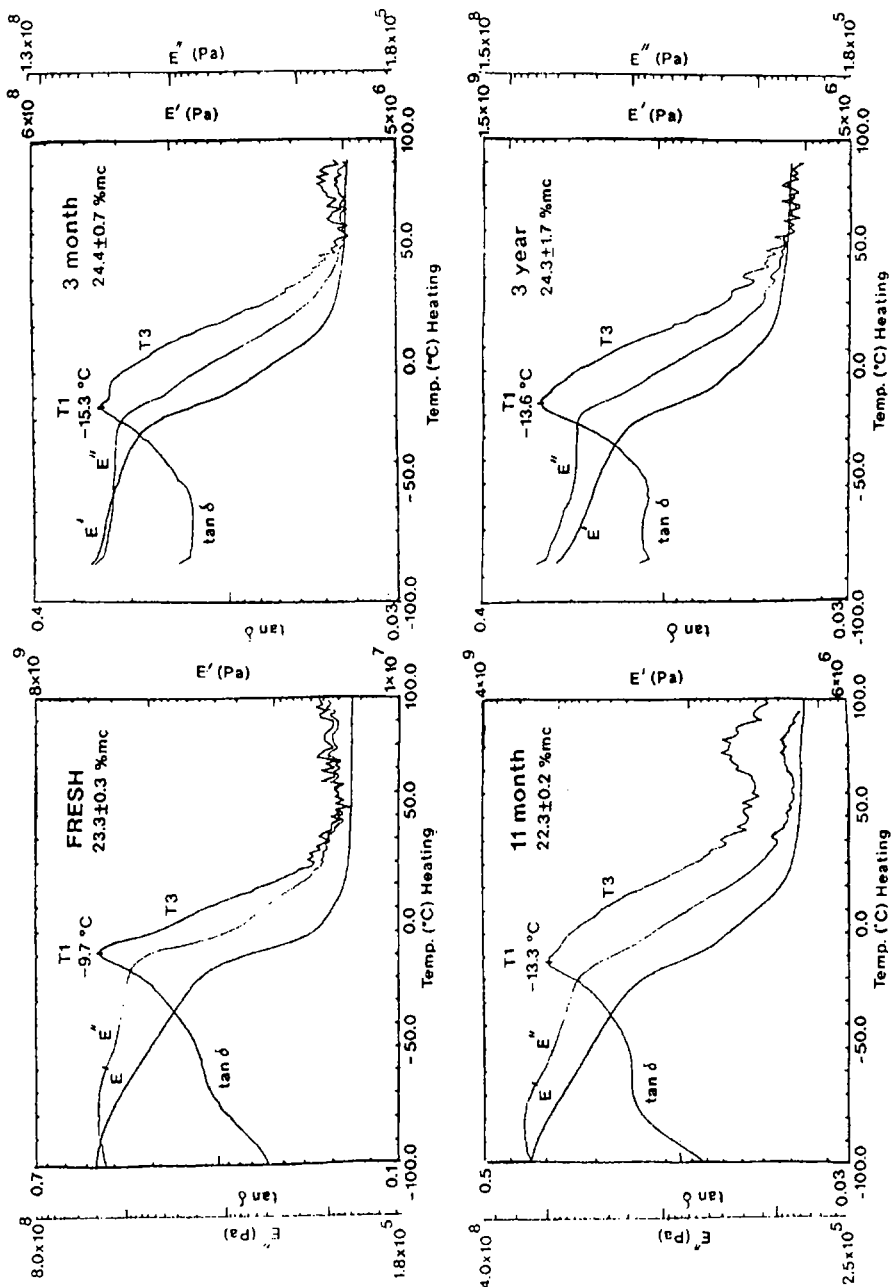 8.0×10⁸
E″ (Pa)
1.8×10⁵
0.7
tan δ
0.1
FRESH
23.3±0.3 %mc
T1
-9.7 °C
T3
E″
E′
tan δ
8×10⁹
E′ (Pa)
1×10⁷
-100.0 -50.0 0.0 50.0 100.0
Temp. (°C) Heating
0.4
tan δ
0.03
3 month
24.4±0.7 %mc
T1
-15.3 °C
T3
E′
E″
tan δ
6×10⁸
E′ (Pa)
5×10⁶
1.3×10⁸
E″ (Pa)
1.8×10⁵
-100.0 -50.0 0.0 50.0 100.0
Temp. (°C) Heating
4.0×10⁸
E″ (Pa)
2.5×10⁵
0.5
tan δ
0.03
11 month
22.3±0.2 %mc
T1
-13.3 °C
T3
E″
E′
tan δ
4×10⁹
E′ (Pa)
6×10⁶
-100.0 -50.0 0.0 50.0 100.0
Temp. (°C) Heating
0.4
tan δ
0.03
3 year
24.3±1.7 %mc
T1
-13.6 °C
T3
E″
E′
tan δ
1.5×10⁹
E′ (Pa)
5×10⁶
1.5×10⁸
E″ (Pa)
1.8×10⁵
-100.0 -50.0 0.0 50.0 100.0
Temp. (°C) Heating